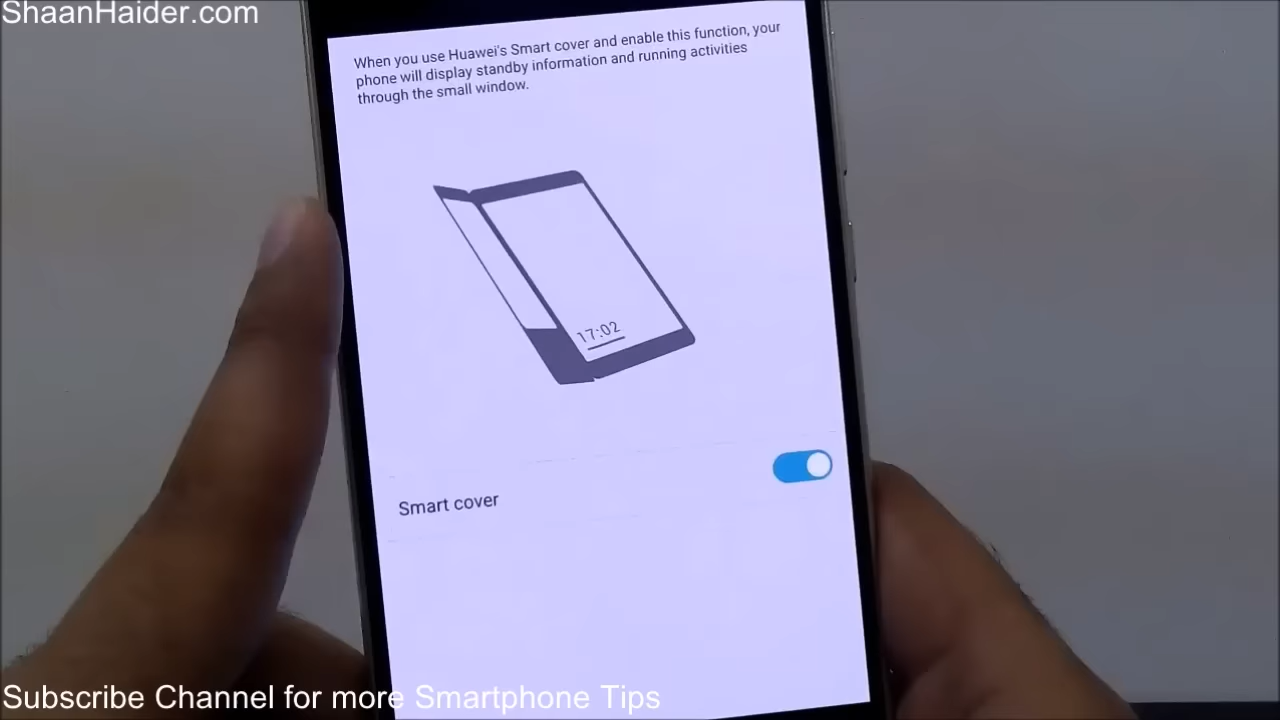 ShaanHaider.com
When you use Huawei's Smart cover and enable this function, your
phone will display standby information and running activities
through the small window.
17:02
Smart cover
Subscribe Channel for more Smartphone Tips